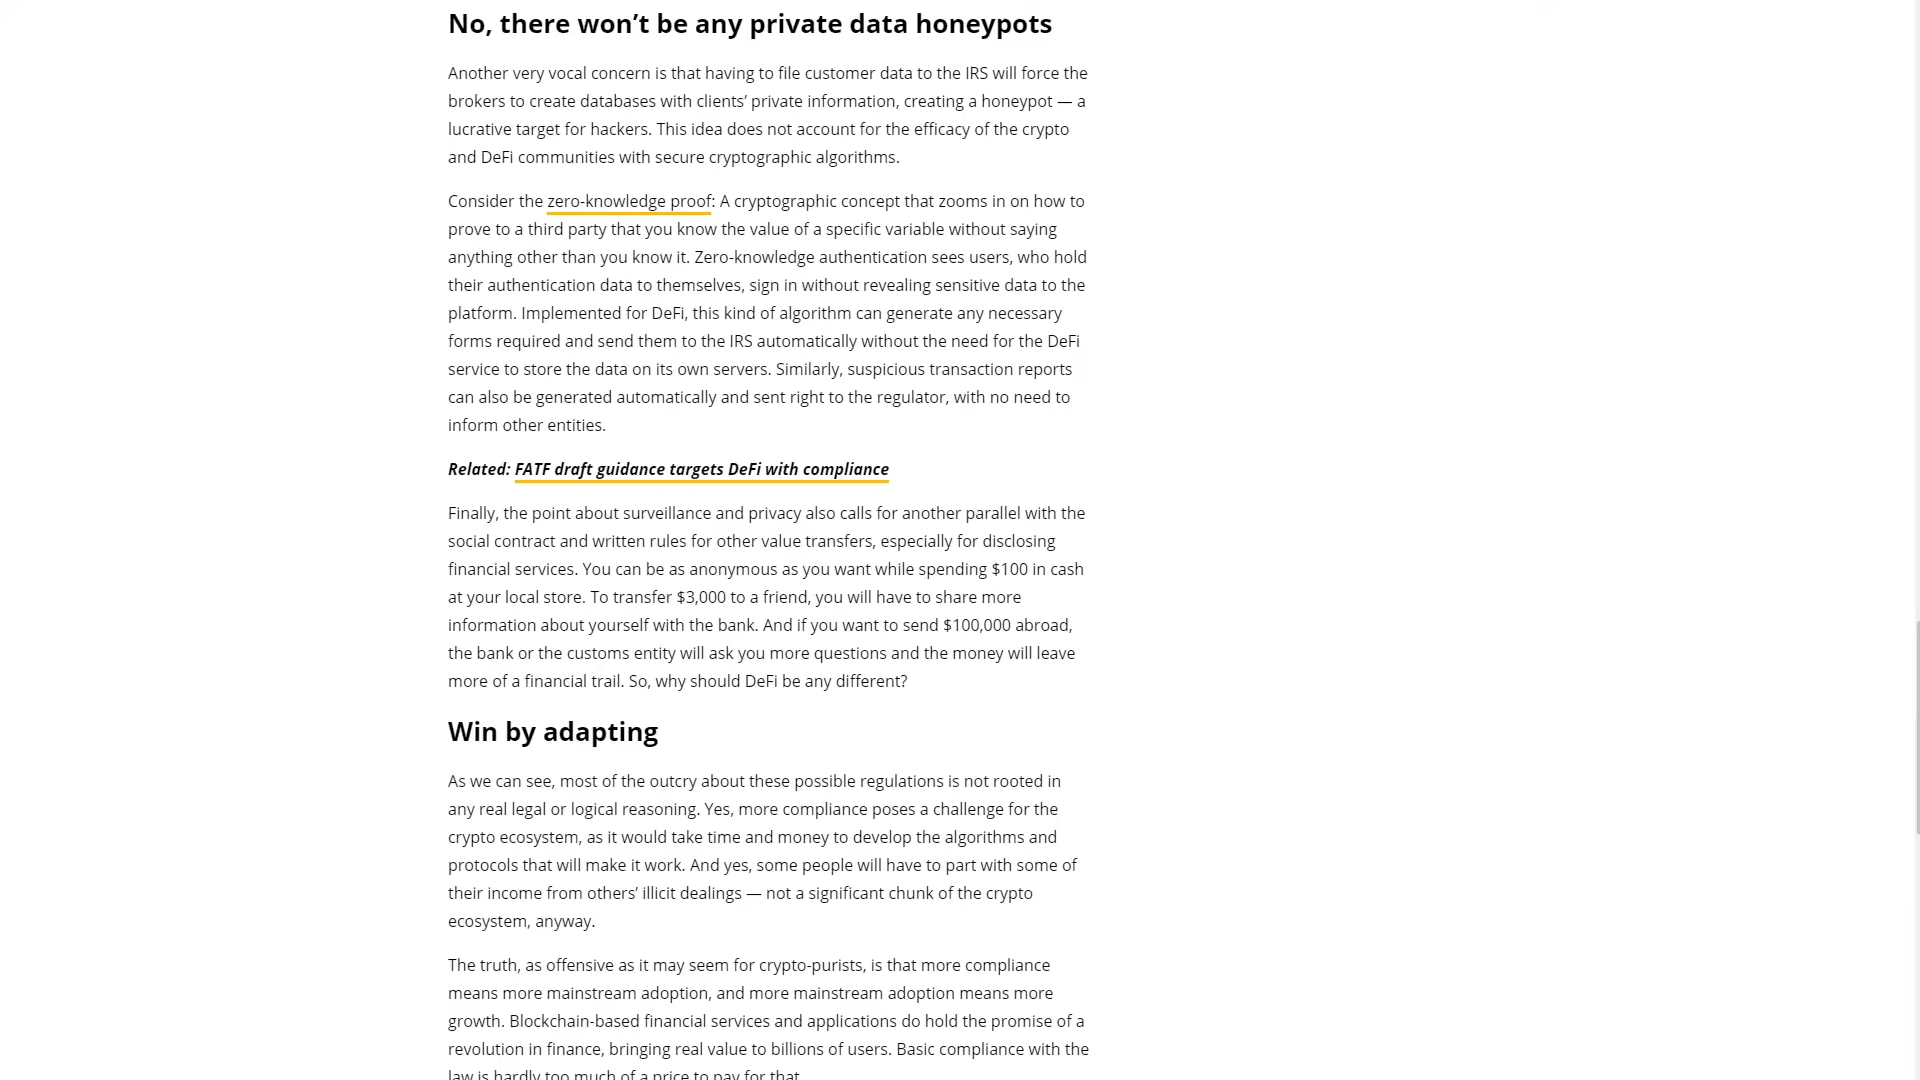 No, there won’t be any private data honeypots
Another very vocal concern is that having to file customer data to the IRS will force the
brokers to create databases with clients’ private information, creating a honeypot — a
lucrative target for hackers. This idea does not account for the efficacy of the crypto
and DeFi communities with secure cryptographic algorithms.
Consider the zero-knowledge proof: A cryptographic concept that zooms in on how to
prove to a third party that you know the value of a specific variable without saying
anything other than you know it. Zero-knowledge authentication sees users, who hold
their authentication data to themselves, sign in without revealing sensitive data to the
platform. Implemented for DeFi, this kind of algorithm can generate any necessary
forms required and send them to the IRS automatically without the need for the DeFi
service to store the data on its own servers. Similarly, suspicious transaction reports
can also be generated automatically and sent right to the regulator, with no need to
inform other entities.
Related: FATF draft guidance targets DeFi with compliance
Finally, the point about surveillance and privacy also calls for another parallel with the
social contract and written rules for other value transfers, especially for disclosing
financial services. You can be as anonymous as you want while spending $100 in cash
at your local store. To transfer $3,000 to a friend, you will have to share more
information about yourself with the bank. And if you want to send $100,000 abroad,
the bank or the customs entity will ask you more questions and the money will leave
more of a financial trail. So, why should DeFi be any different?
Win by adapting
As we can see, most of the outcry about these possible regulations is not rooted in
any real legal or logical reasoning. Yes, more compliance poses a challenge for the
crypto ecosystem, as it would take time and money to develop the algorithms and
protocols that will make it work. And yes, some people will have to part with some of
their income from others’ illicit dealings — not a significant chunk of the crypto
ecosystem, anyway.
The truth, as offensive as it may seem for crypto-purists, is that more compliance
means more mainstream adoption, and more mainstream adoption means more
growth. Blockchain-based financial services and applications do hold the promise of a
revolution in finance, bringing real value to billions of users. Basic compliance with the
law is hardly too much of a price to pay for that.